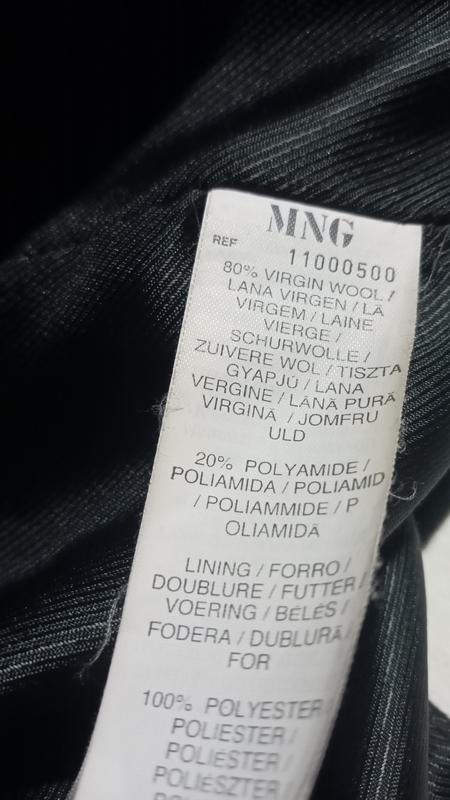 MNG
REF 11000500
80% VIRGIN WOOL /
LANA VIRGEN / LÃ
VIRGEM / LAINE
VIERGE /
SCHURWOLLE /
ZUIVERE WOL / TISZTA
GYAPJÚ / LANA
VERGINE / LÂNĂ PURĂ
VIRGINĂ / JOMFRU
ULD
20% POLYAMIDE /
POLIAMIDA / POLIAMID
/ POLIAMMIDE / P
OLIAMIDĂ
LINING / FORRO /
DOUBLURE / FUTTER /
VOERING / BÉLÉS /
FODERA / DUBLURĂ /
FOR
100% POLYESTER /
POLIÉSTER /
POLIÉSTER /
POLIÉSZTER /